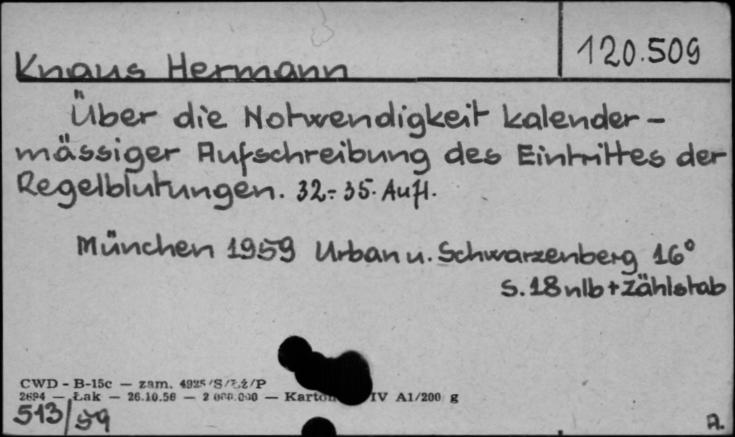 120.509
Knaus Hermann
Über die Notwendigkeit kalender-
mässiger Aufschreibung des Eintrittes der
Regelblutungen. 32.-35. Aufl.
München 1959 Urban u. Schwarzenberg 16°
S. 18 nlb + Zählstab
CWD - B-15c — zam. 4925/S/Łż/P
2694 — Łak — 26.10.56 — 2 000.000 — Karton IV A1/200 g
513/59
A.